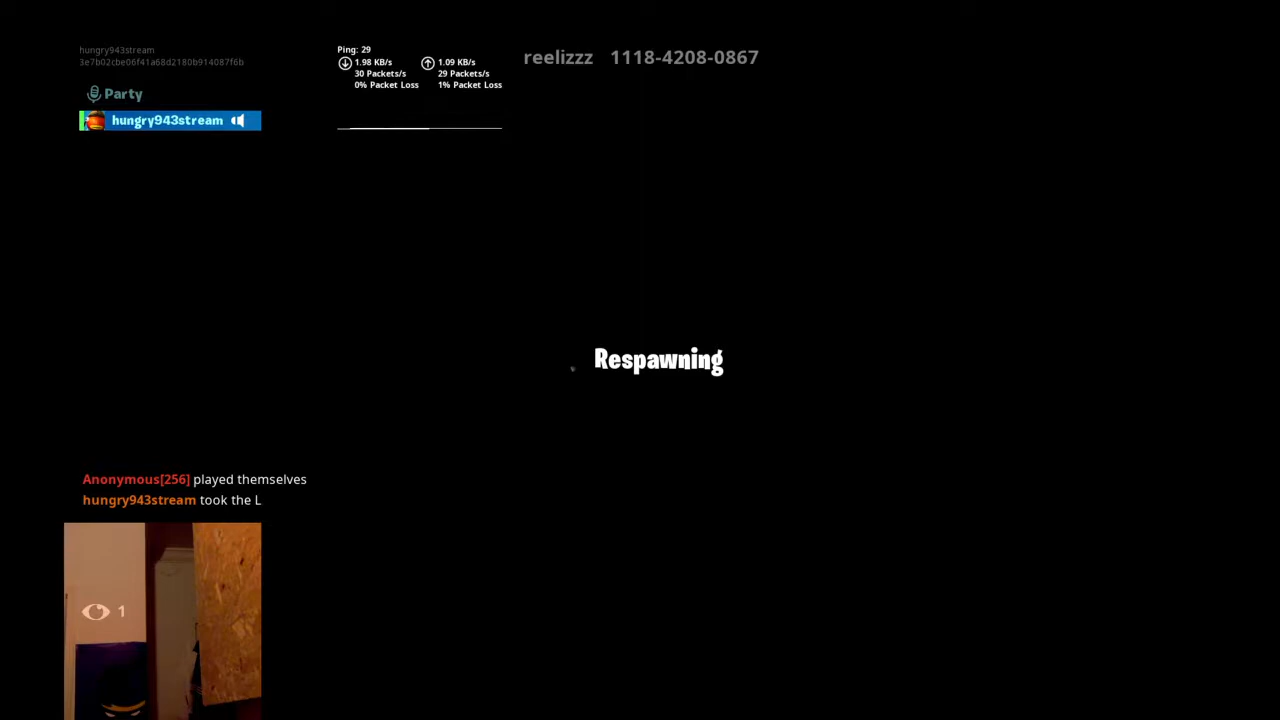 hungry943stream
3e7b02cbe06f41a68d2180b914087f6b
Party
hungry943stream
Ping: 29
1.98 KB/s
30 Packets/s
0% Packet Loss
1.09 KB/s
29 Packets/s
1% Packet Loss
reelizzz 1118-4208-0867
Respawning
Anonymous[256] played themselves
hungry943stream took the L
1